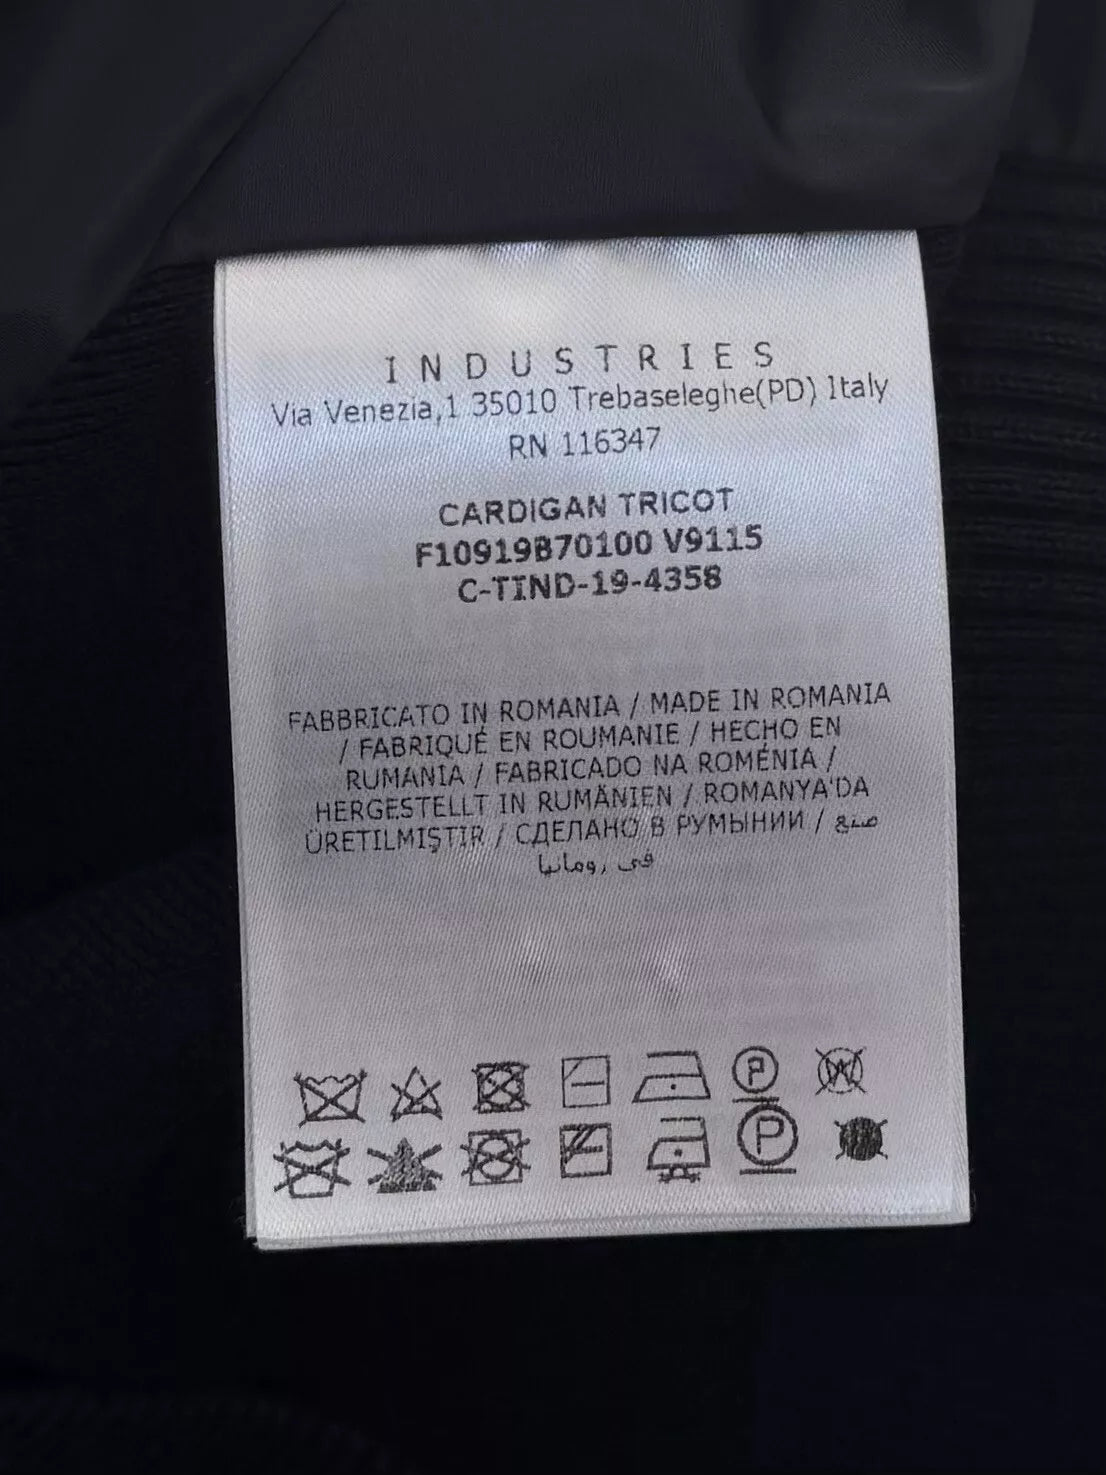 INDUSTRIES
Via Venezia,1 35010 Trebaseleghe(PD) Italy
RN 116347
CARDIGAN TRICOT
F10919B70100 V9115
C-TIND-19-4358
FABBRICATO IN ROMANIA / MADE IN ROMANIA
/ FABRIQUÉ EN ROUMANIE / HECHO EN
RUMANIA / FABRICADO NA ROMÉNIA /
HERGESTELLT IN RUMÄNIEN / ROMANYA'DA
ÜRETILMIŞTIR / СДЕЛАНО В РУМЫНИИ / صنع
في رومانيا
P W
P